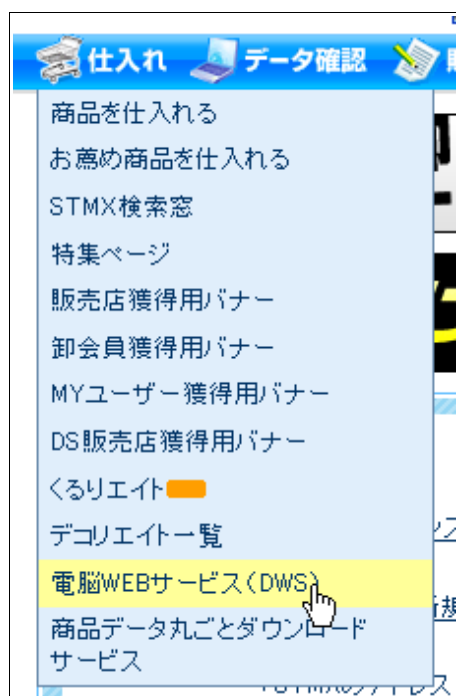 仕入れ データ確認
商品を仕入れる
お薦め商品を仕入れる
STMX検索窓
特集ページ
販売店獲得用バナー
卸会員獲得用バナー
MYユーザー獲得用バナー
DS販売店獲得用バナー
くるリエイト
デコリエイト一覧
電脳WEBサービス(DWS)
商品データ丸ごとダウンロード
サービス